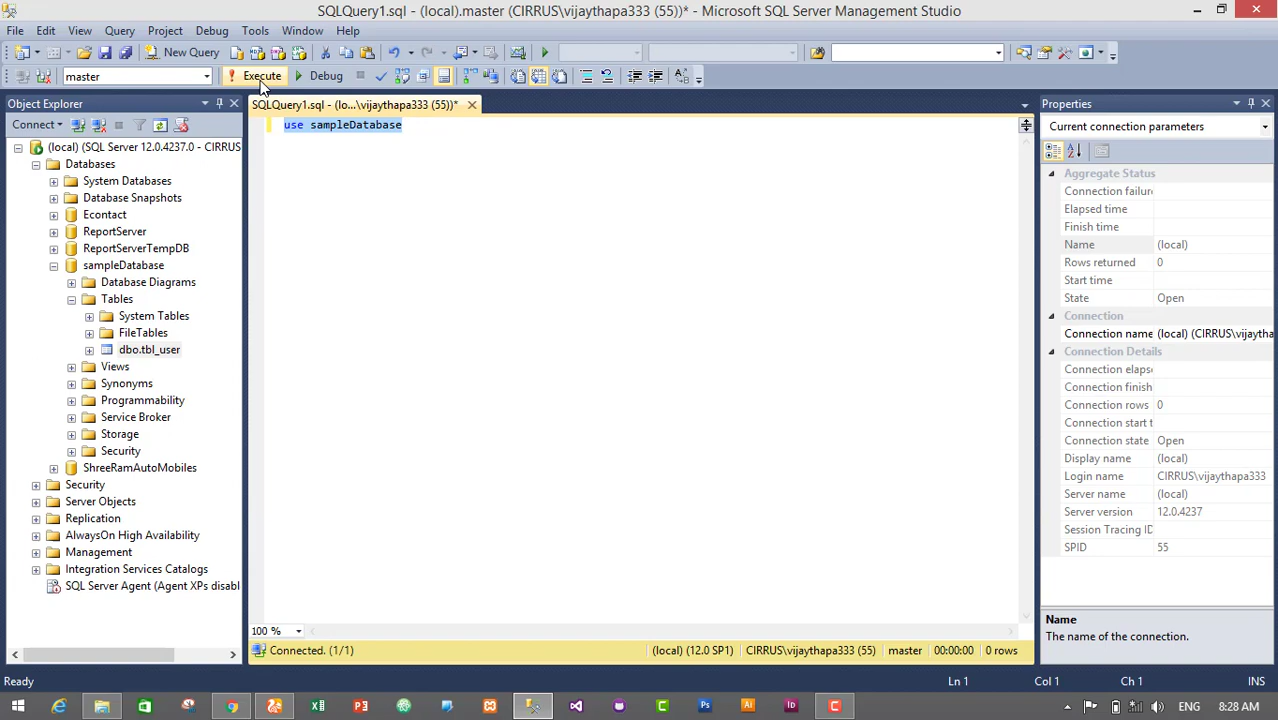 SQLQuery1.sql - (local).master (CIRRUS\vijaythapa333 (55))* - Microsoft SQL Server Management Studio
File Edit View Query Project Debug Tools Window Help
New Query
master Execute Debug
Object Explorer
Connect
(local) (SQL Server 12.0.4237.0 - CIRRUS
Databases
System Databases
Database Snapshots
Econtact
ReportServer
ReportServerTempDB
sampleDatabase
Database Diagrams
Tables
System Tables
FileTables
dbo.tbl_user
Views
Synonyms
Programmability
Service Broker
Storage
Security
ShreeRamAutoMobiles
Security
Server Objects
Replication
AlwaysOn High Availability
Management
Integration Services Catalogs
SQL Server Agent (Agent XPs disabl
SQLQuery1.sql - (lo...\vijaythapa333 (55))*
use sampleDatabase
100 %
Connected. (1/1) (local) (12.0 SP1) CIRRUS\vijaythapa333 (55) master 00:00:00 0 rows
Properties
Current connection parameters
Aggregate Status
Connection failure
Elapsed time
Finish time
Name (local)
Rows returned 0
Start time
State Open
Connection
Connection name (local) (CIRRUS\vijaytha
Connection Details
Connection elapse
Connection finish
Connection rows 0
Connection start t
Connection state Open
Display name (local)
Login name CIRRUS\vijaythapa333
Server name (local)
Server version 12.0.4237
Session Tracing ID
SPID 55
Name
The name of the connection.
Ready Ln 1 Col 1 Ch 1 INS
ENG 8:28 AM